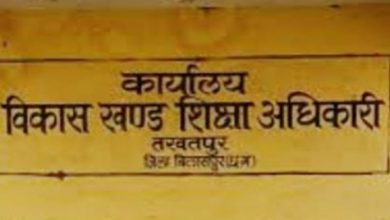 कार्यालय
विकास खण्ड शिक्षा अधिकारी
तखतपुर
जिला बिलासपुर(छ.ग.)